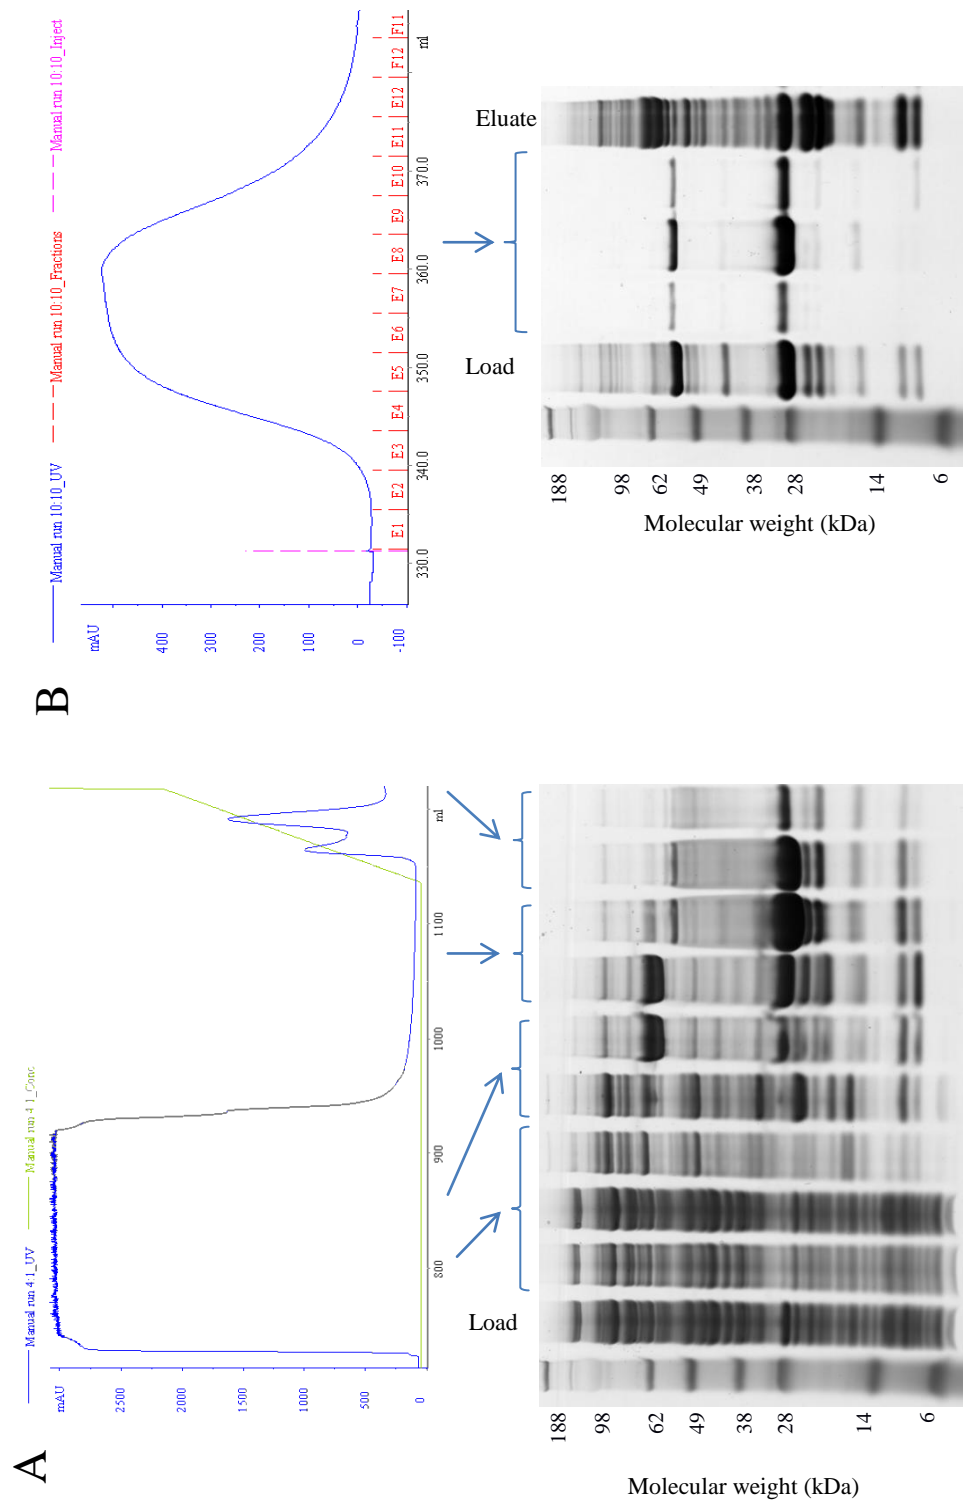 A
Manual run 4:1_UV
Manual run 4:1_Conc
mAU
2500
2000
1500
1000
500
0
800
900
1000
1100
ml
Load
188
98
62
49
38
28
14
6
Molecular weight (kDa)
B
Manual run 10:10_UV
Manual run 10:10_Fractions
Manual run 10:10_Inject
mAU
400
300
200
100
0
-100
E1
E2
E3
E4
E5
E6
E7
E8
E9
E10
E11
E12
F12
F11
330.0
340.0
350.0
360.0
370.0
ml
Load
Eluate
188
98
62
49
38
28
14
6
Molecular weight (kDa)